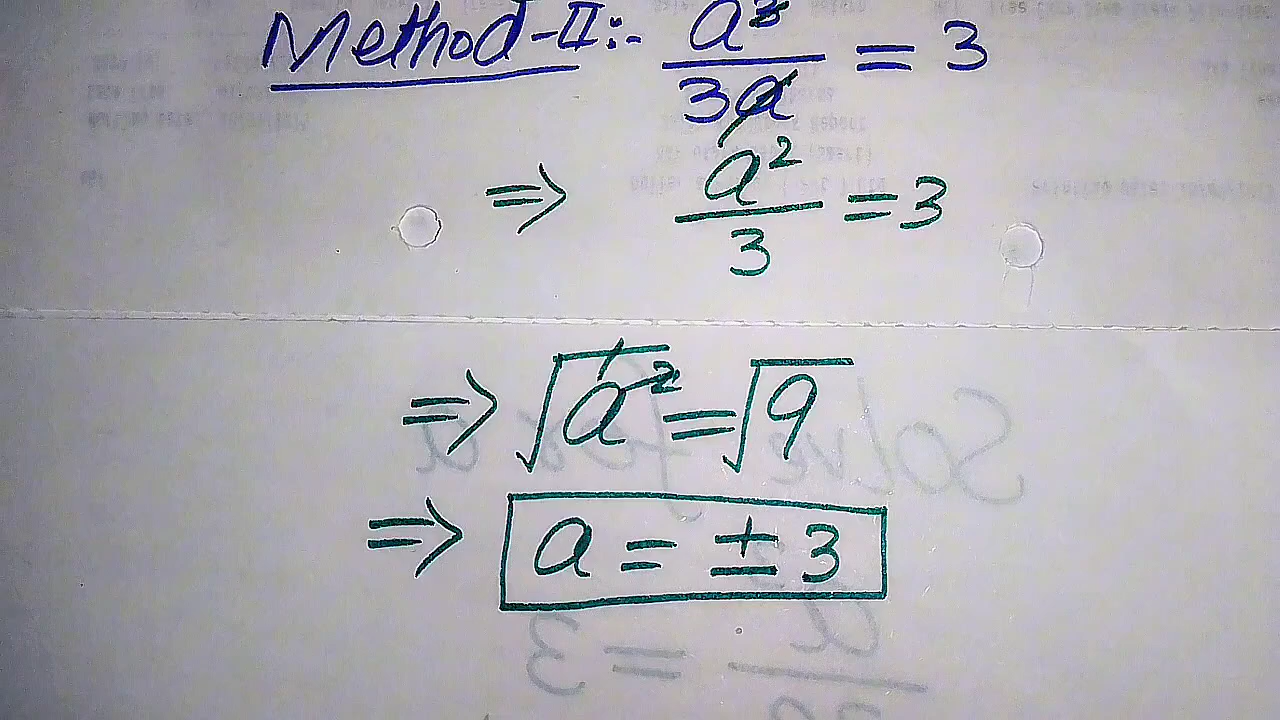 Method-II:- a³/3a = 3
⇒ a²/3 = 3
⇒ √a² = √9
⇒ a = ± 3